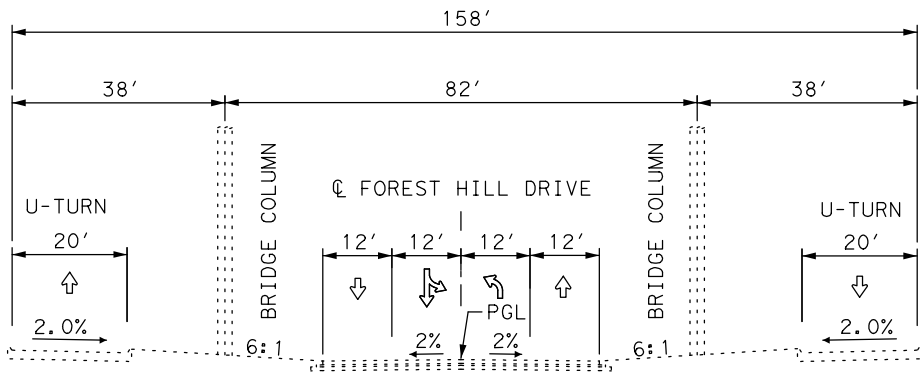 158'
38'
82'
38'
BRIDGE COLUMN
BRIDGE COLUMN
℄ FOREST HILL DRIVE
U-TURN
U-TURN
20'
12'
12'
12'
12'
20'
PGL
2.0%
6:1
2%
2%
6:1
2.0%